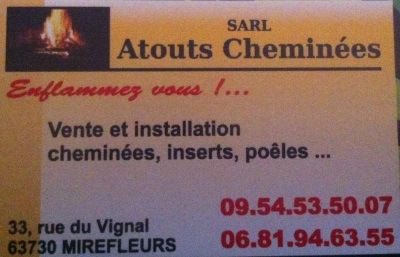 SARL
Atouts Cheminées
Enflammez vous !...
Vente et installation
cheminées, inserts, poêles ...
09.54.53.50.07
33, rue du Vignal
63730 MIREFLEURS
06.81.94.63.55